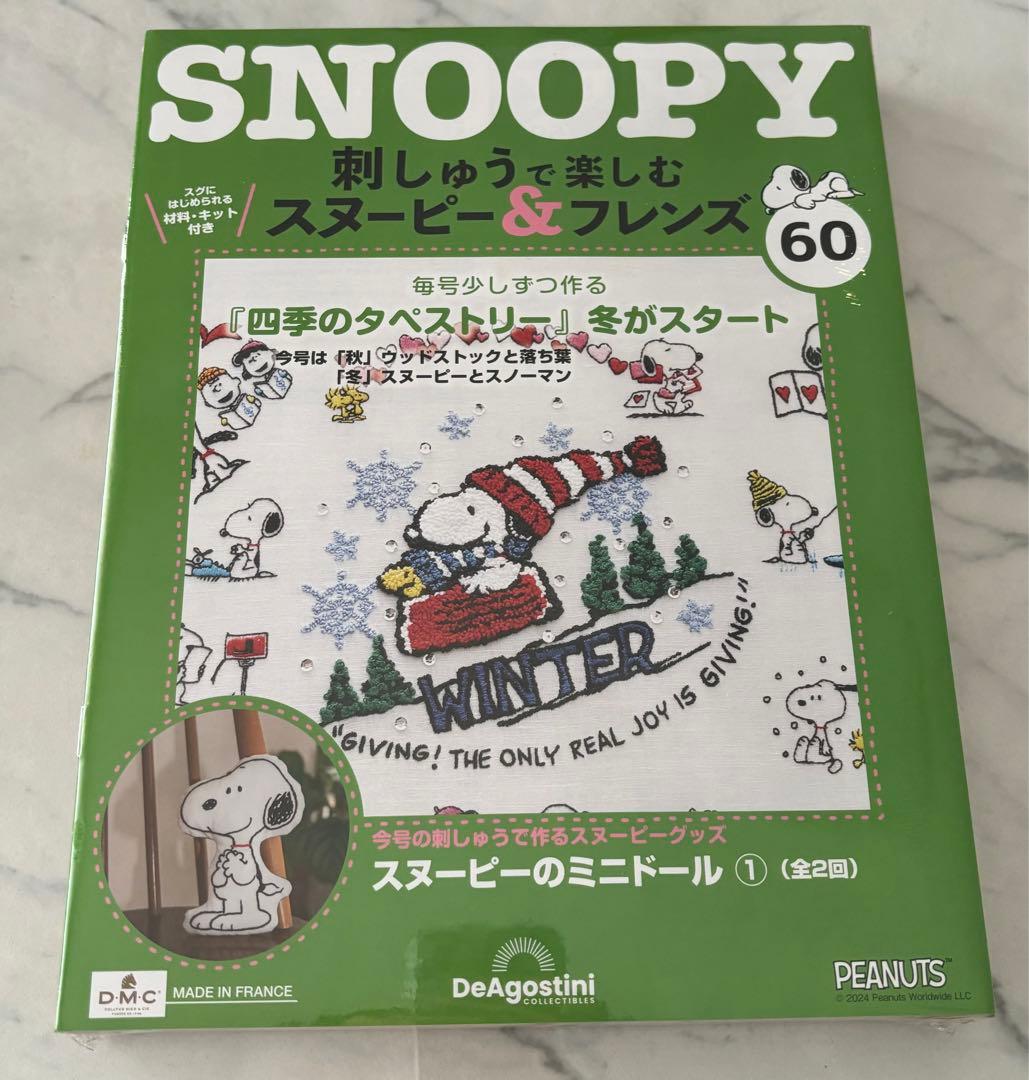 SNOOPY
刺しゅうで楽しむ
スヌーピー&フレンズ
スグに
はじめられる
材料・キット
付き
60
毎号少しずつ作る
『四季のタペストリー』冬がスタート
今号は「秋」ウッドストックと落ち葉
「冬」スヌーピーとスノーマン
WINTER
"GIVING! THE ONLY REAL JOY IS GIVING!"
今号の刺しゅうで作るスヌーピーグッズ
スヌーピーのミニドール ① (全2回)
D·M·C
MADE IN FRANCE
DeAgostini
COLLECTIBLES
PEANUTS™
© 2024 Peanuts Worldwide LLC